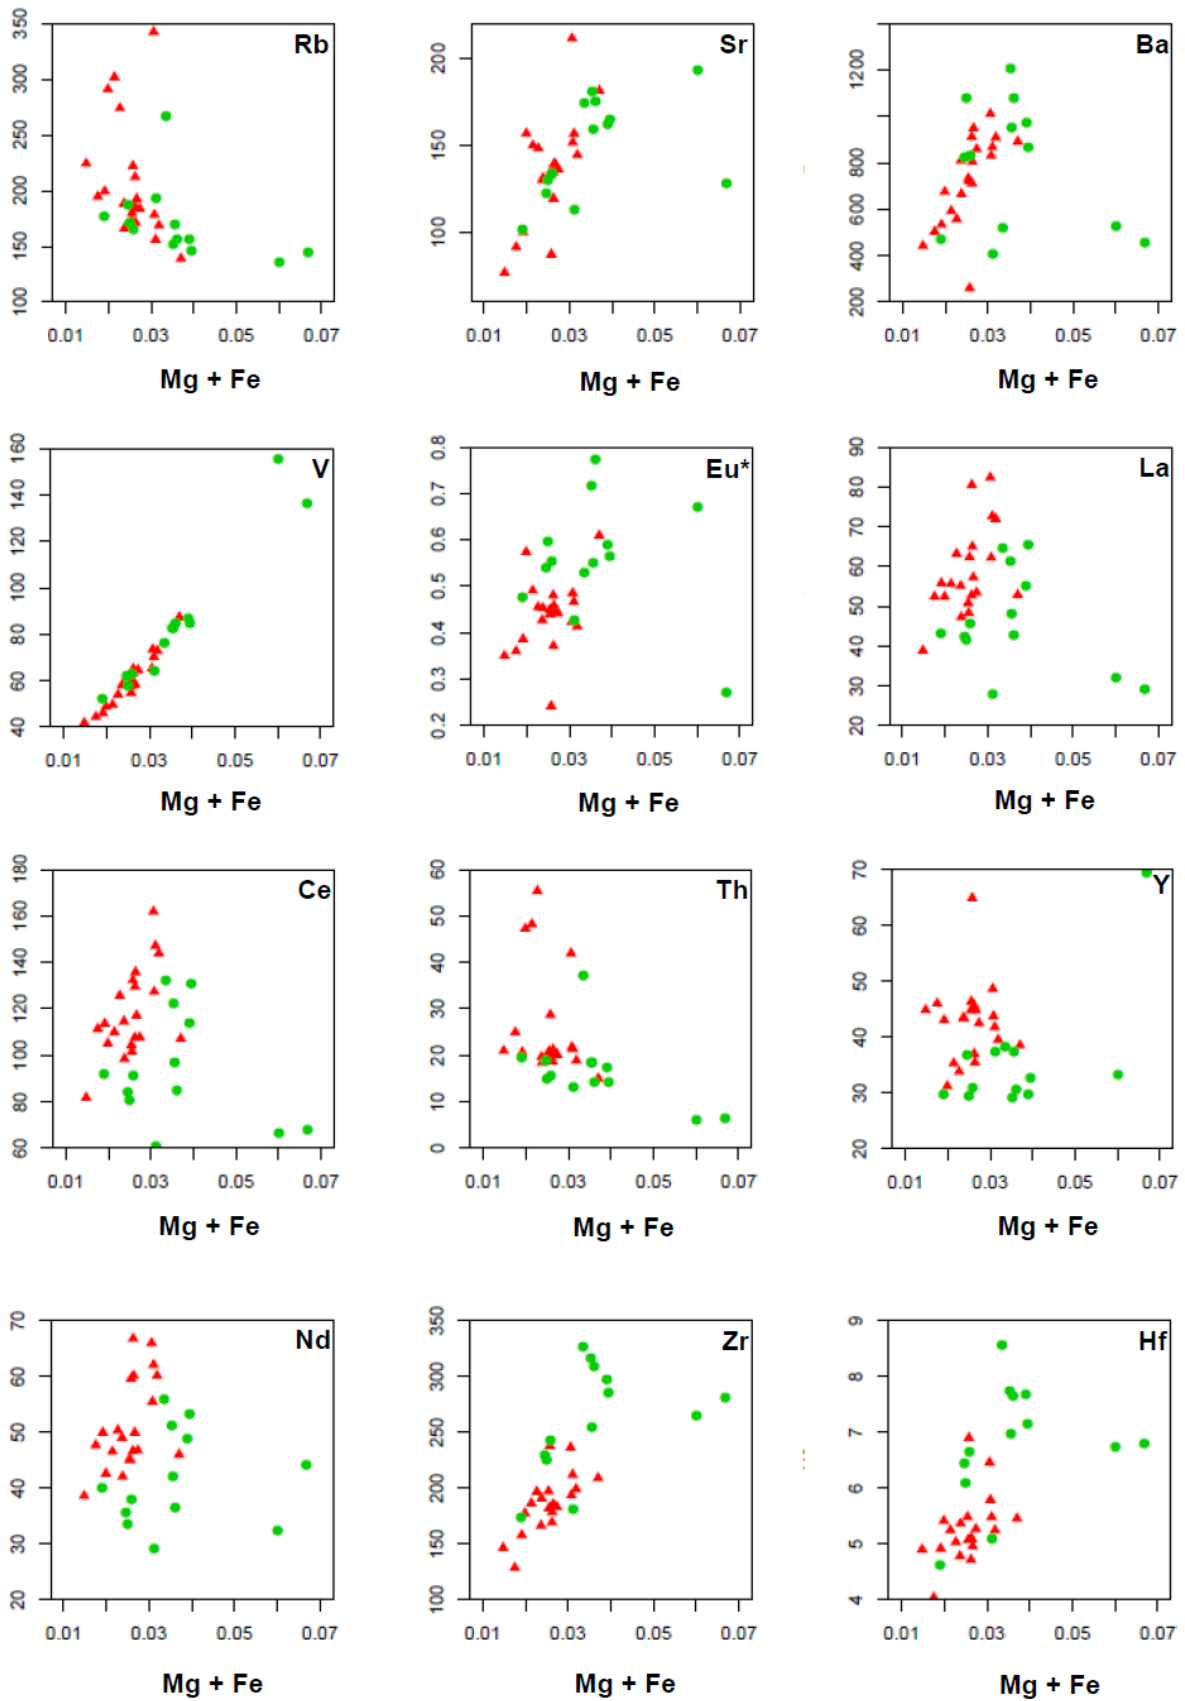 350
300
250
200
150
100
Rb
0.01 0.03 0.05 0.07
Mg + Fe
200
150
100
Sr
0.01 0.03 0.05 0.07
Mg + Fe
1200
800
600
400
200
Ba
0.01 0.03 0.05 0.07
Mg + Fe
160
140
120
100
80
60
40
V
0.01 0.03 0.05 0.07
Mg + Fe
0.8
0.7
0.6
0.5
0.4
0.3
0.2
Eu*
0.01 0.03 0.05 0.07
Mg + Fe
90
80
70
60
50
40
30
20
La
0.01 0.03 0.05 0.07
Mg + Fe
180
160
140
120
100
80
60
Ce
0.01 0.03 0.05 0.07
Mg + Fe
60
50
40
30
20
10
0
Th
0.01 0.03 0.05 0.07
Mg + Fe
70
60
50
40
30
20
Y
0.01 0.03 0.05 0.07
Mg + Fe
70
60
50
40
30
20
Nd
0.01 0.03 0.05 0.07
Mg + Fe
350
300
250
200
150
100
Zr
0.01 0.03 0.05 0.07
Mg + Fe
9
8
7
6
5
4
Hf
0.01 0.03 0.05 0.07
Mg + Fe